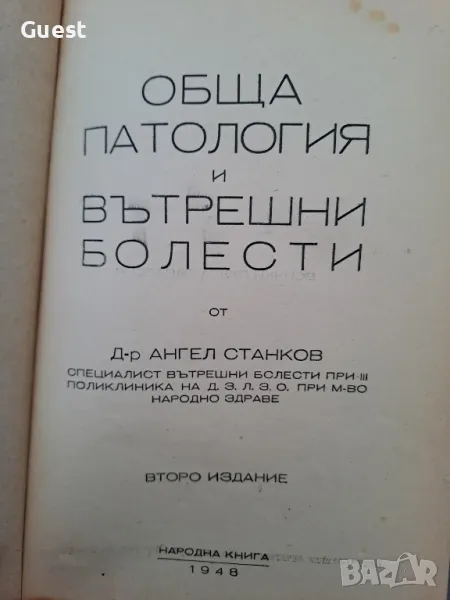 Guest
ОБЩА
ПАТОЛОГИЯ
И
ВЪТРЕШНИ
БОЛЕСТИ
ОТ
Д-р АНГЕЛ СТАНКОВ
СПЕЦИАЛИСТ ВЪТРЕШНИ БОЛЕСТИ ПРИ III
ПОЛИКЛИНИКА НА Д. З. Л. З. О. ПРИ М-ВО
НАРОДНО ЗДРАВЕ
ВТОРО ИЗДАНИЕ
НАРОДНА КНИГА
1948
BAZAR